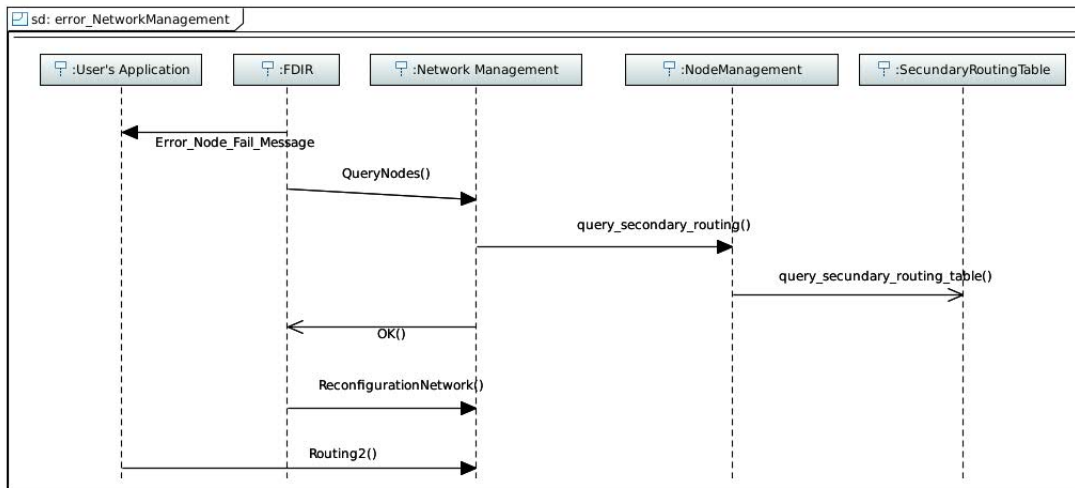 sd: error_NetworkManagement
:User's Application
:FDIR
:Network Management
:NodeManagement
:SecundaryRoutingTable
Error_Node_Fail_Message
QueryNodes()
query_secondary_routing()
query_secundary_routing_table()
OK()
ReconfigurationNetwork()
Routing2()